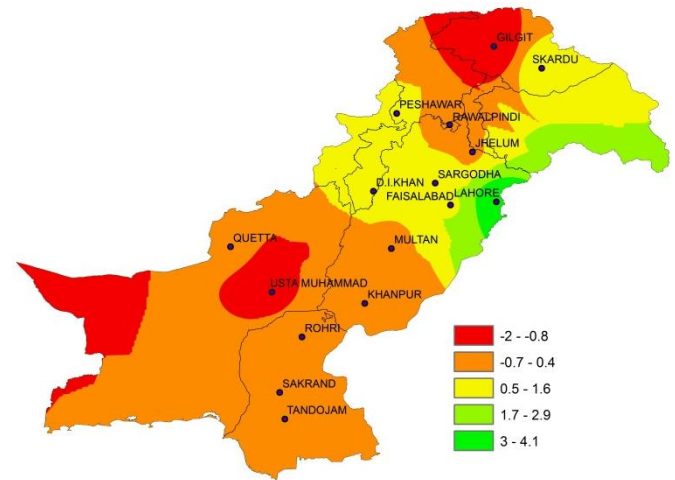 GILGIT
SKARDU
PESHAWAR
RAWALPINDI
JHELUM
SARGODHA
D.I.KHAN
FAISALABAD
LAHORE
QUETTA
MULTAN
USTA MUHAMMAD
KHANPUR
ROHRI
SAKRAND
TANDOJAM
-2 - -0.8
-0.7 - 0.4
0.5 - 1.6
1.7 - 2.9
3 - 4.1